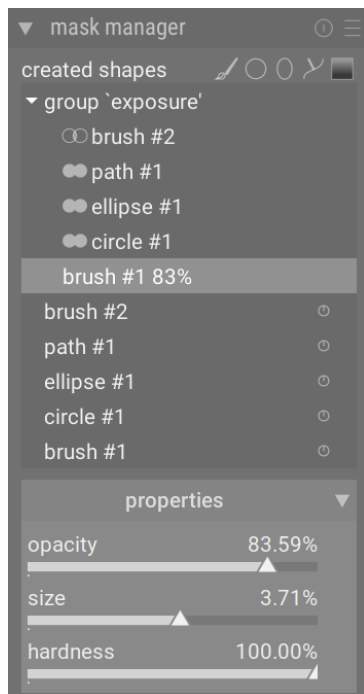 mask manager
created shapes
group `exposure'
brush #2
path #1
ellipse #1
circle #1
brush #1 83%
brush #2
path #1
ellipse #1
circle #1
brush #1
properties
opacity 83.59%
size 3.71%
hardness 100.00%